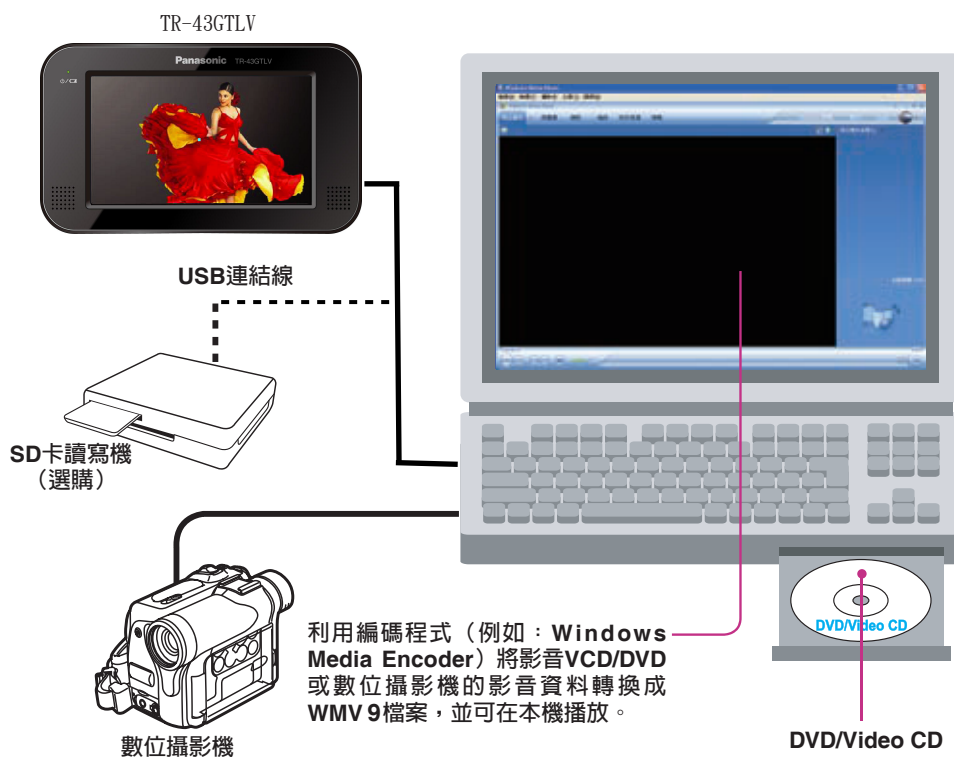 TR-43GTLV
Panasonic TR-43GTLV
USB連結線
SD卡讀寫機
（選購）
利用編碼程式（例如：Windows
Media Encoder）將影音VCD/DVD
或數位攝影機的影音資料轉換成
WMV 9檔案，並可在本機播放。
數位攝影機
DVD/Video CD
DVD/Video CD